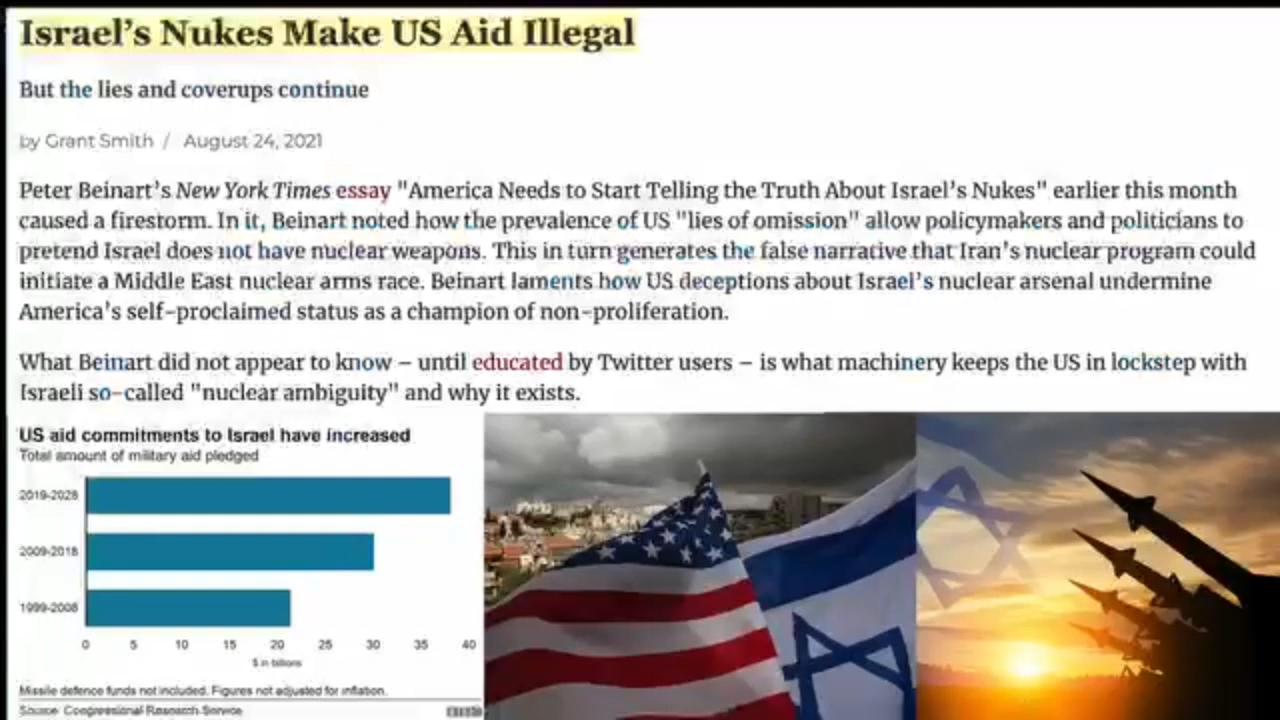 Israel’s Nukes Make US Aid Illegal
But the lies and coverups continue
by Grant Smith / August 24, 2021
Peter Beinart’s New York Times essay "America Needs to Start Telling the Truth About Israel’s Nukes" earlier this month
caused a firestorm. In it, Beinart noted how the prevalence of US "lies of omission" allow policymakers and politicians to
pretend Israel does not have nuclear weapons. This in turn generates the false narrative that Iran’s nuclear program could
initiate a Middle East nuclear arms race. Beinart laments how US deceptions about Israel’s nuclear arsenal undermine
America’s self-proclaimed status as a champion of non-proliferation.
What Beinart did not appear to know – until educated by Twitter users – is what machinery keeps the US in lockstep with
Israeli so-called "nuclear ambiguity" and why it exists.
US aid commitments to Israel have increased
Total amount of military aid pledged
2019-2028
2009-2018
1999-2008
0 5 10 15 20 25 30 35 40
$ in billions
Missile defence funds not included. Figures not adjusted for inflation.
Source: Congressional Research Service BBC